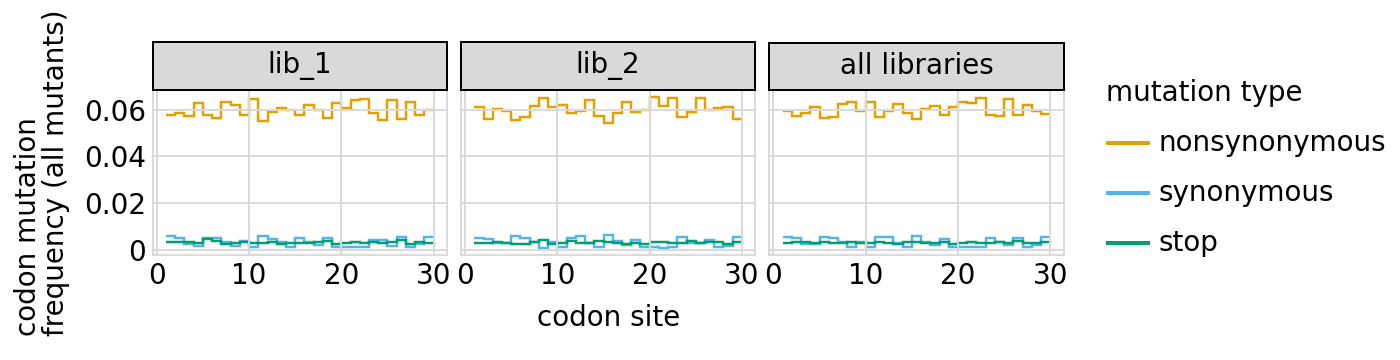 lib_1
lib_2
all libraries
codon mutation
frequency (all mutants)
0.06
0.04
0.02
0
0 10 20 30
0 10 20 30
0 10 20 30
codon site
mutation type
nonsynonymous
synonymous
stop